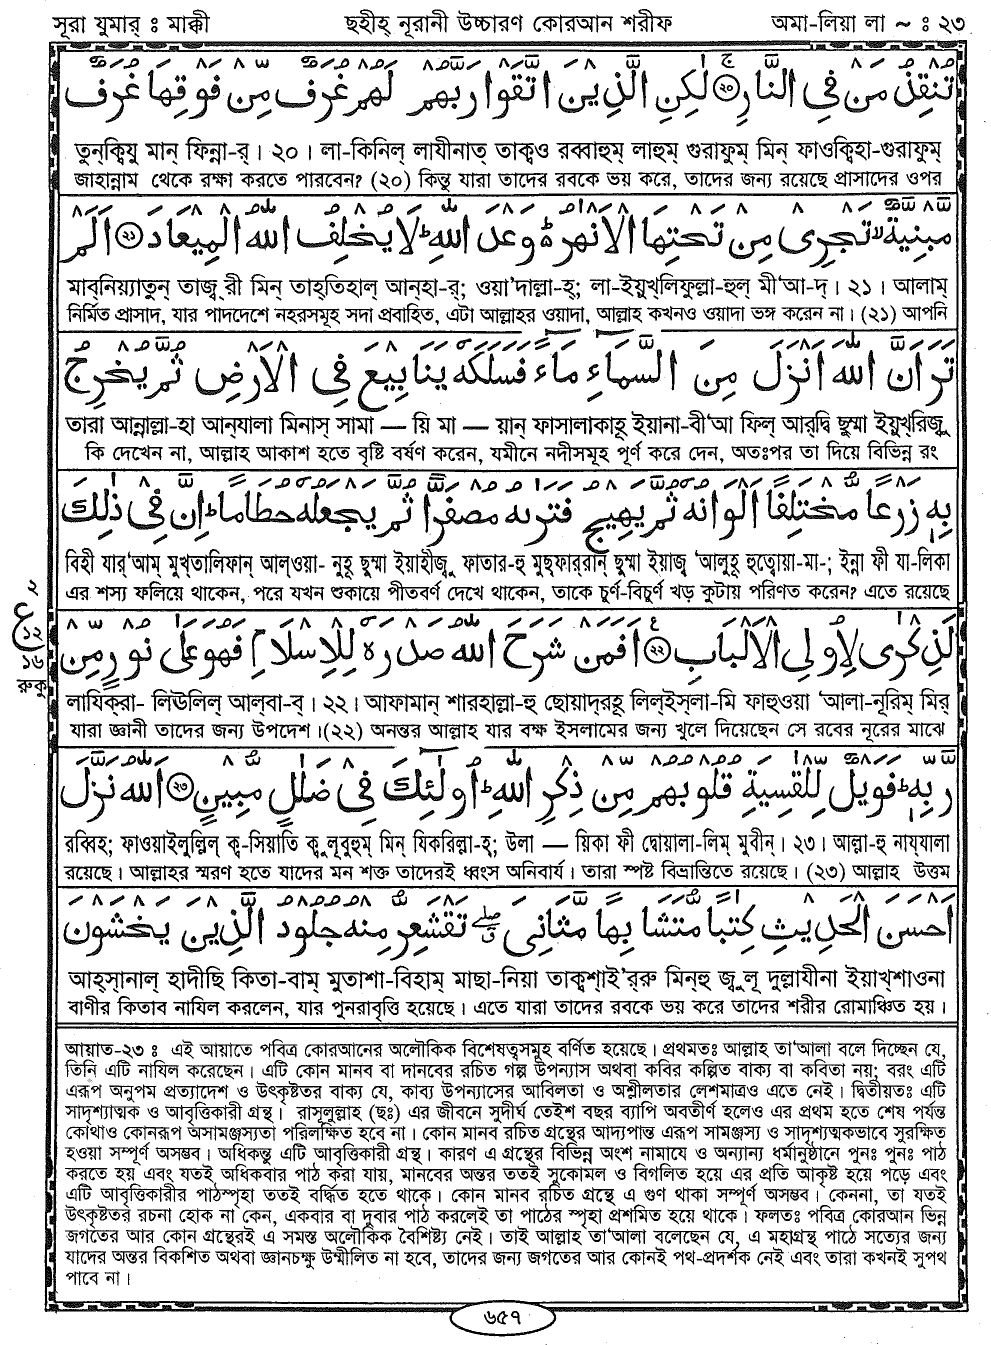 সূরা যুমার্ ঃ মাক্কী
ছহীহ্ নূরানী উচ্চারণ কোরআন শরীফ
অমা-লিয়া লা ~ ঃ ২৩
تُنْقِذُ مَنْ فِي النَّارِ ۝٢٠ لٰكِنِ الَّذِيْنَ اتَّقَوْا رَبَّهُمْ لَهُمْ غُرَفٌ مِّنْ فَوْقِهَا غُرَفٌ
তুন্‌ক্বিযু মান্ ফিন্না-র্। ২০। লা-কিনিল্ লাযীনাত্ তাক্বও রব্বাহুম্ লাহুম্ গুরাফুম্ মিন্ ফাওক্বিহা-গুরাফুম্
জাহান্নাম থেকে রক্ষা করতে পারবেন? (২০) কিন্তু যারা তাদের রবকে ভয় করে, তাদের জন্য রয়েছে প্রাসাদের ওপর
مَّبْنِيَّةٌ ۙ تَجْرِيْ مِنْ تَحْتِهَا الْاَنْهٰرُ ۬ؕ وَعْدَ اللّٰهِ ؕ لَا يُخْلِفُ اللّٰهُ الْمِيْعَادَ ۝٢١ اَلَمْ
মাব্‌নিয়্যাতুন্ তাজ্ব্‌রী মিন্ তাহ্‌তিহাল্ আন্‌হা-র্; ওয়া'দাল্লা-হ্; লা-ইয়ুখ্‌লিফুল্লা-হুল্ মী'আ-দ্। ২১। আলাম্
নির্মিত প্রাসাদ, যার পাদদেশে নহরসমূহ সদা প্রবাহিত, এটা আল্লাহর ওয়াদা, আল্লাহ কখনও ওয়াদা ভঙ্গ করেন না। (২১) আপনি
تَرَ اَنَّ اللّٰهَ اَنْزَلَ مِنَ السَّمَآءِ مَآءً فَسَلَكَهٗ يَنَابِيْعَ فِي الْاَرْضِ ثُمَّ يُخْرِجُ
তারা আন্নাল্লা-হা আন্‌যালা মিনাস্ সামা — য়ি মা — য়ান্ ফাসালাকাহূ ইয়ানা-বী'আ ফিল্ আর্‌দ্বি ছুম্মা ইয়ুখ্‌রিজু
কি দেখেন না, আল্লাহ আকাশ হতে বৃষ্টি বর্ষণ করেন, যমীনে নদীসমূহ পূর্ণ করে দেন, অতঃপর তা দিয়ে বিভিন্ন রং
بِهٖ زَرْعًا مُّخْتَلِفًا اَلْوَانُهٗ ثُمَّ يَهِيْجُ فَتَرٰىهُ مُصْفَرًّا ثُمَّ يَجْعَلُهٗ حُطَامًا ؕ اِنَّ فِيْ ذٰلِكَ
বিহী যার্'আম্ মুখ্‌তালিফান্ আল্‌ওয়া- নুহূ ছুম্মা ইয়াহীজু ফাতার-হু মুছ্‌ফার্‌রান্ ছুম্মা ইয়াজ্ 'আলুহূ হুত্বোয়া-মা-; ইন্না ফী যা-লিকা
এর শস্য ফলিয়ে থাকেন, পরে যখন শুকায়ে পীতবর্ণ দেখে থাকেন, তাকে চুর্ণ-বিচুর্ণ খড় কুটায় পরিণত করেন? এতে রয়েছে
২
ع
১২
১৬
রুকু
لَذِكْرٰى لِاُولِي الْاَلْبَابِ ۝٢٢ اَفَمَنْ شَرَحَ اللّٰهُ صَدْرَهٗ لِلْاِسْلَامِ فَهُوَ عَلٰى نُوْرٍ مِّنْ
লাযিক্‌রা- লিউলিল্ আল্‌বা-ব্। ২২। আফামান্ শারহাল্লা-হু ছোয়াদ্‌রহূ লিল্‌ইস্‌লা-মি ফাহুওয়া 'আলা-নূরিম্ মির্
যারা জ্ঞানী তাদের জন্য উপদেশ।(২২) অনন্তর আল্লাহ যার বক্ষ ইসলামের জন্য খুলে দিয়েছেন সে রবের নূরের মাঝে
رَّبِّهٖ ؕ فَوَيْلٌ لِّلْقٰسِيَةِ قُلُوْبُهُمْ مِّنْ ذِكْرِ اللّٰهِ ؕ اُولٰٓئِكَ فِيْ ضَلٰلٍ مُّبِيْنٍ ۝٢٣ اَللّٰهُ نَزَّلَ
রব্বিহ; ফাওয়াইলুল্লিল্ ক্ব-সিয়াতি ক্বুলূবুহুম্ মিন্ যিকরিল্লা-হ্; উলা — য়িকা ফী দ্বোয়ালা-লিম্ মুবীন্। ২৩। আল্লা-হু নায্‌যালা
রয়েছে। আল্লাহর স্মরণ হতে যাদের মন শক্ত তাদেরই ধ্বংস অনিবার্য। তারা স্পষ্ট বিভ্রান্তিতে রয়েছে। (২৩) আল্লাহ উত্তম
اَحْسَنَ الْحَدِيْثِ كِتٰبًا مُّتَشَابِهًا مَّثَانِيَ ۖ ق تَقْشَعِرُّ مِنْهُ جُلُوْدُ الَّذِيْنَ يَخْشَوْنَ
আহ্‌সানাল্ হাদীছি কিতা-বাম্ মুতাশা-বিহাম্ মাছা-নিয়া তাক্বশা‌ই'র্‌রু মিন্‌হু জ্বুলূ দুল্লাযীনা ইয়াখ্‌শাওনা
বাণীর কিতাব নাযিল করলেন, যার পুনরাবৃত্তি হয়েছে। এতে যারা তাদের রবকে ভয় করে তাদের শরীর রোমাঞ্চিত হয়।
আয়াত-২৩ ঃ এই আয়াতে পবিত্র কোরআনের অলৌকিক বিশেষত্বসমূহ বর্ণিত হয়েছে। প্রথমতঃ আল্লাহ তা'আলা বলে দিচ্ছেন যে,
তিনি এটি নাযিল করেছেন। এটি কোন মানব বা দানবের রচিত গল্প উপন্যাস অথবা কবির কল্পিত বাক্য বা কবিতা নয়; বরং এটি
এরূপ অনুপম প্রত্যাদেশ ও উৎকৃষ্টতর বাক্য যে, কাব্য উপন্যাসের আবিলতা ও অশ্লীলতার লেশমাত্রও এতে নেই। দ্বিতীয়তঃ এটি
সাদৃশ্যাত্মক ও আবৃত্তিকারী গ্রন্থ। রাসূলুল্লাহ (ছঃ) এর জীবনে সুদীর্ঘ তেইশ বছর ব্যাপি অবতীর্ণ হলেও এর প্রথম হতে শেষ পর্যন্ত
কোথাও কোনরূপ অসামঞ্জস্যতা পরিলক্ষিত হবে না। কোন মানব রচিত গ্রন্থের আদ্যপান্ত এরূপ সামঞ্জস্য ও সাদৃশ্যত্মকভাবে সুরক্ষিত
হওয়া সম্পূর্ণ অসম্ভব। অধিকন্তু এটি আবৃত্তিকারী গ্রন্থ। কারণ এ গ্রন্থের বিভিন্ন অংশ নামাযে ও অন্যান্য ধর্মানুষ্ঠানে পুনঃ পুনঃ পাঠ
করতে হয় এবং যতই অধিকবার পাঠ করা যায়, মানবের অন্তর ততই সুকোমল ও বিগলিত হয়ে এর প্রতি আকৃষ্ট হয়ে পড়ে এবং
এটি আবৃত্তিকারীর পাঠস্পৃহা ততই বর্দ্ধিত হতে থাকে। কোন মানব রচিত গ্রন্থে এ গুণ থাকা সম্পূর্ণ অসম্ভব। কেননা, তা যতই
উৎকৃষ্টতর রচনা হোক না কেন, একবার বা দুবার পাঠ করলেই তা পাঠের স্পৃহা প্রশমিত হয়ে থাকে। ফলতঃ পবিত্র কোরআন ভিন্ন
জগতের আর কোন গ্রন্থেরই এ সমস্ত অলৌকিক বৈশিষ্ট্য নেই। তাই আল্লাহ তা'আলা বলেছেন যে, এ মহাগ্রন্থ পাঠে সত্যের জন্য
যাদের অন্তর বিকশিত অথবা জ্ঞানচক্ষু উম্মীলিত না হবে, তাদের জন্য জগতের আর কোনই পথ-প্রদর্শক নেই এবং তারা কখনই সুপথ
পাবে না।
৬৫৭